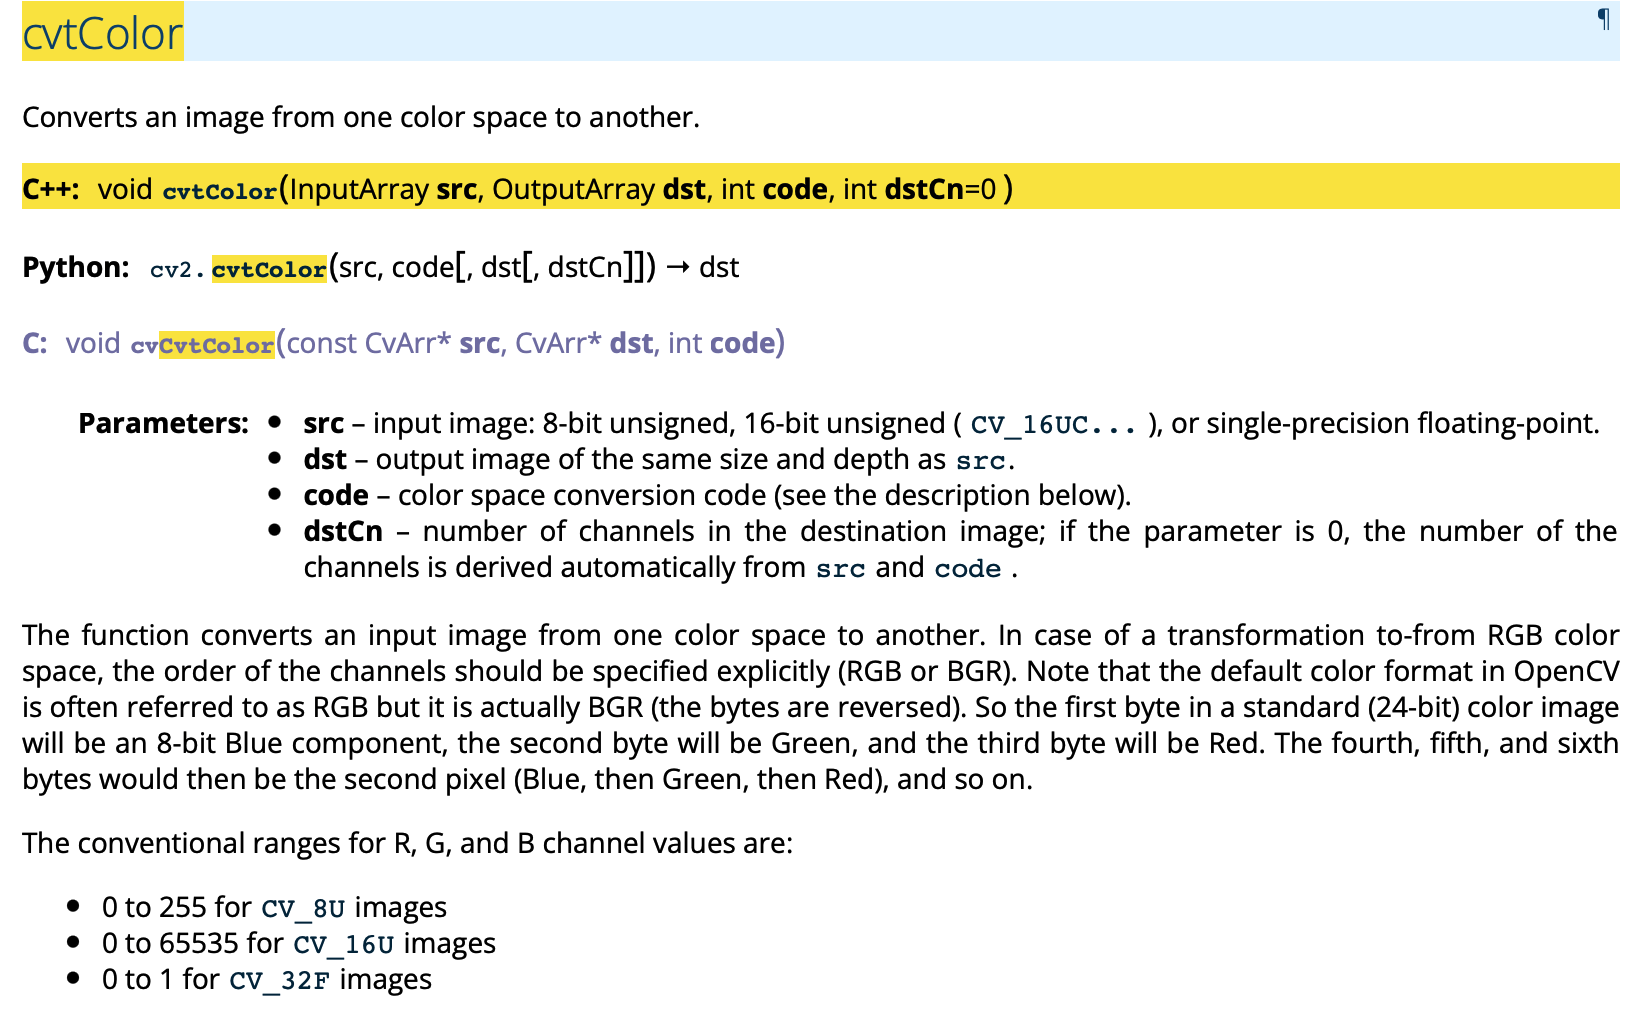 cvtColor ¶
Converts an image from one color space to another.
C++: void cvtColor(InputArray src, OutputArray dst, int code, int dstCn=0 )
Python: cv2.cvtColor(src, code[, dst[, dstCn]]) → dst
C: void cvCvtColor(const CvArr* src, CvArr* dst, int code)
Parameters: • src – input image: 8-bit unsigned, 16-bit unsigned ( CV_16UC... ), or single-precision floating-point.
• dst – output image of the same size and depth as src.
• code – color space conversion code (see the description below).
• dstCn – number of channels in the destination image; if the parameter is 0, the number of the
channels is derived automatically from src and code .
The function converts an input image from one color space to another. In case of a transformation to-from RGB color
space, the order of the channels should be specified explicitly (RGB or BGR). Note that the default color format in OpenCV
is often referred to as RGB but it is actually BGR (the bytes are reversed). So the first byte in a standard (24-bit) color image
will be an 8-bit Blue component, the second byte will be Green, and the third byte will be Red. The fourth, fifth, and sixth
bytes would then be the second pixel (Blue, then Green, then Red), and so on.
The conventional ranges for R, G, and B channel values are:
• 0 to 255 for CV_8U images
• 0 to 65535 for CV_16U images
• 0 to 1 for CV_32F images